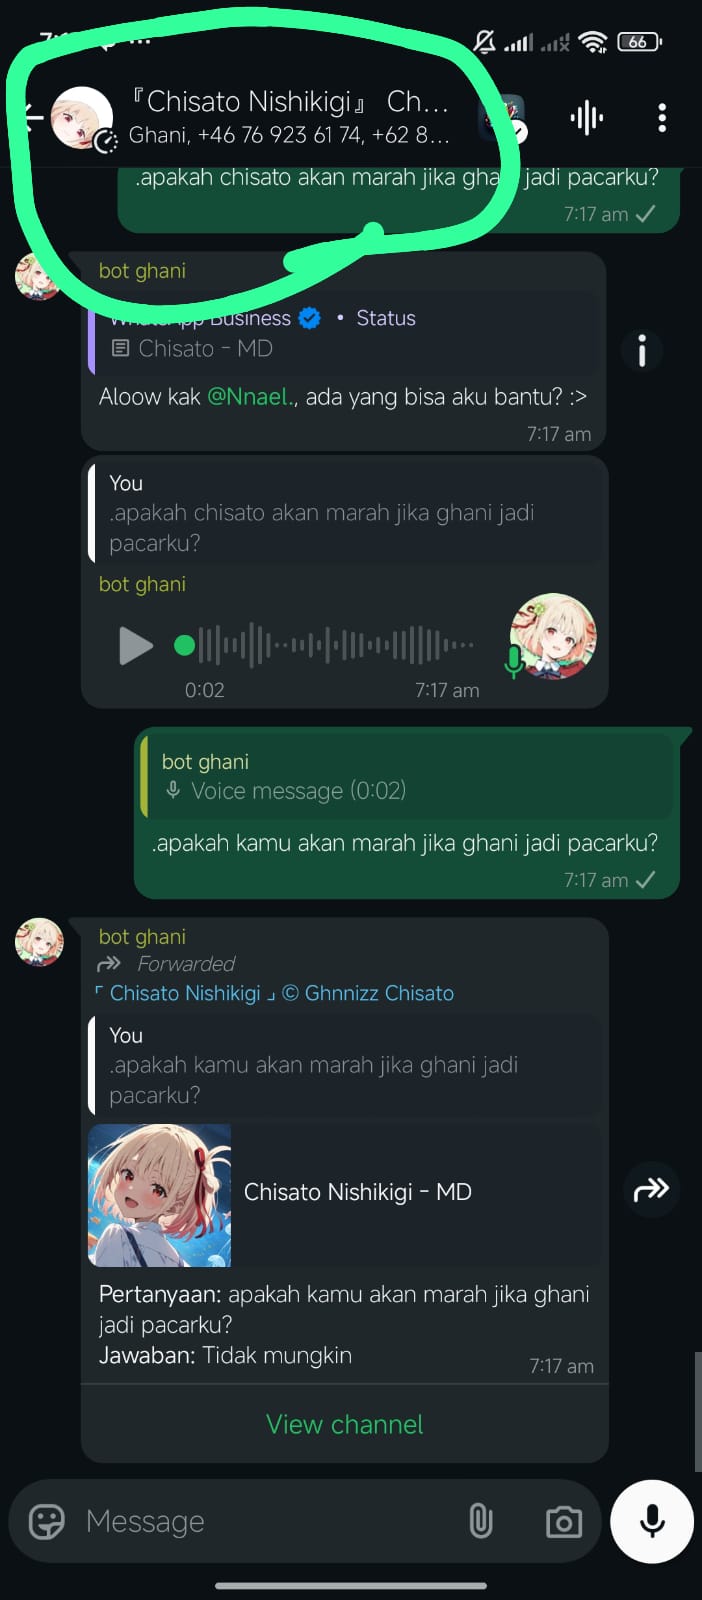 66
『Chisato Nishikigi』 Ch...
Ghani, +46 76 923 61 74, +62 8...
.apakah chisato akan marah jika ghani jadi pacarku?
7:17 am
bot ghani
WhatsApp Business • Status
Chisato - MD
Aloow kak @Nnael., ada yang bisa aku bantu? :>
7:17 am
You
.apakah chisato akan marah jika ghani jadi
pacarku?
bot ghani
0:02 7:17 am
bot ghani
Voice message (0:02)
.apakah kamu akan marah jika ghani jadi pacarku?
7:17 am
bot ghani
Forwarded
「 Chisato Nishikigi 」 © Ghnnizz Chisato
You
.apakah kamu akan marah jika ghani jadi
pacarku?
Chisato Nishikigi - MD
Pertanyaan: apakah kamu akan marah jika ghani
jadi pacarku?
Jawaban: Tidak mungkin
7:17 am
View channel
Message